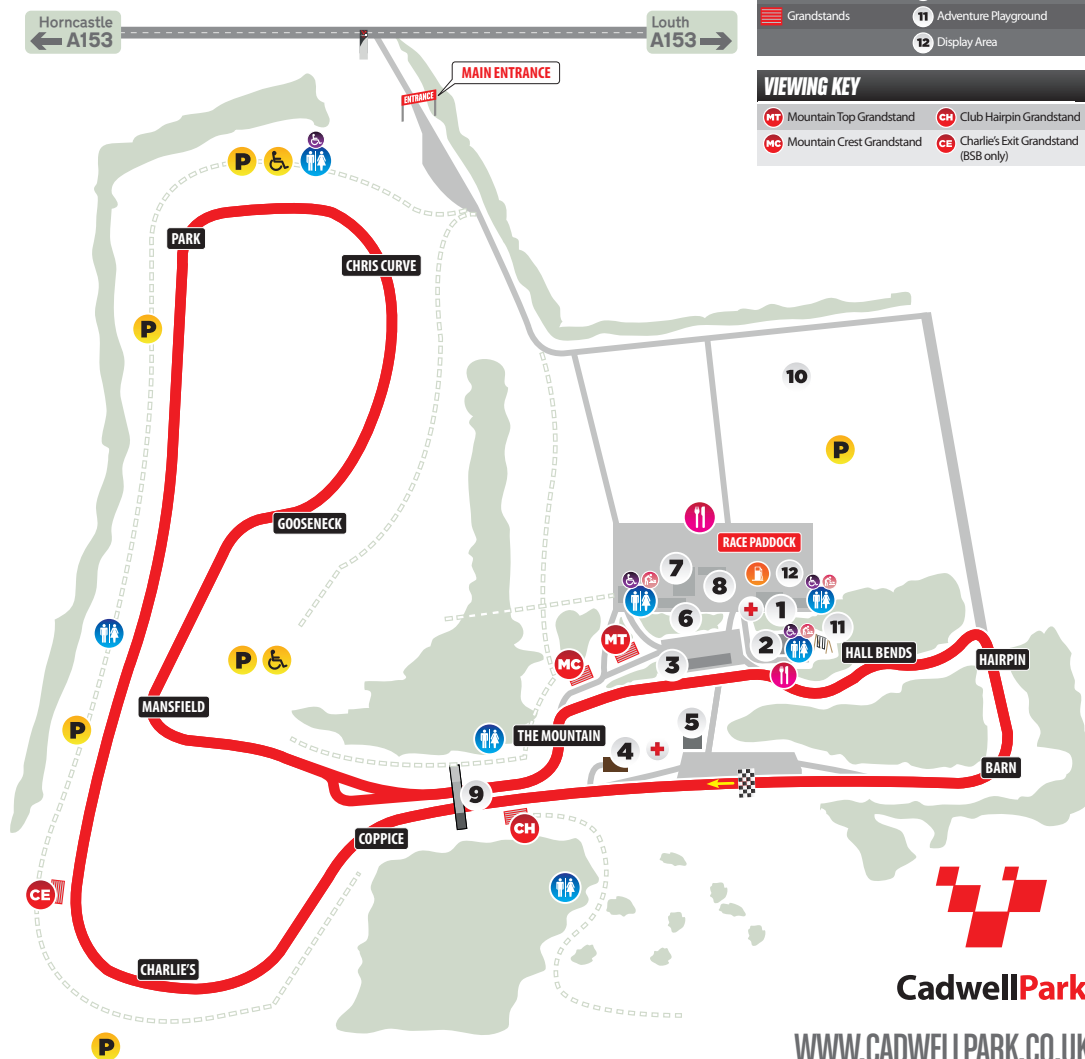 Horncastle
A153
Louth
A153
Grandstands
11 Adventure Playground
12 Display Area
MAIN ENTRANCE
ENTRANCE
VIEWING KEY
MT Mountain Top Grandstand
CH Club Hairpin Grandstand
MC Mountain Crest Grandstand
CE Charlie's Exit Grandstand
(BSB only)
P
PARK
CHRIS CURVE
P
10
P
GOOSENECK
RACE PADDOCK
7
8
12
1
6
11
MT
2
HALL BENDS
P
MC
3
HAIRPIN
MANSFIELD
P
THE MOUNTAIN
5
4
BARN
9
CH
COPPICE
CE
CHARLIE'S
P
CadwellPark
WWW.CADWELLPARK.CO.UK